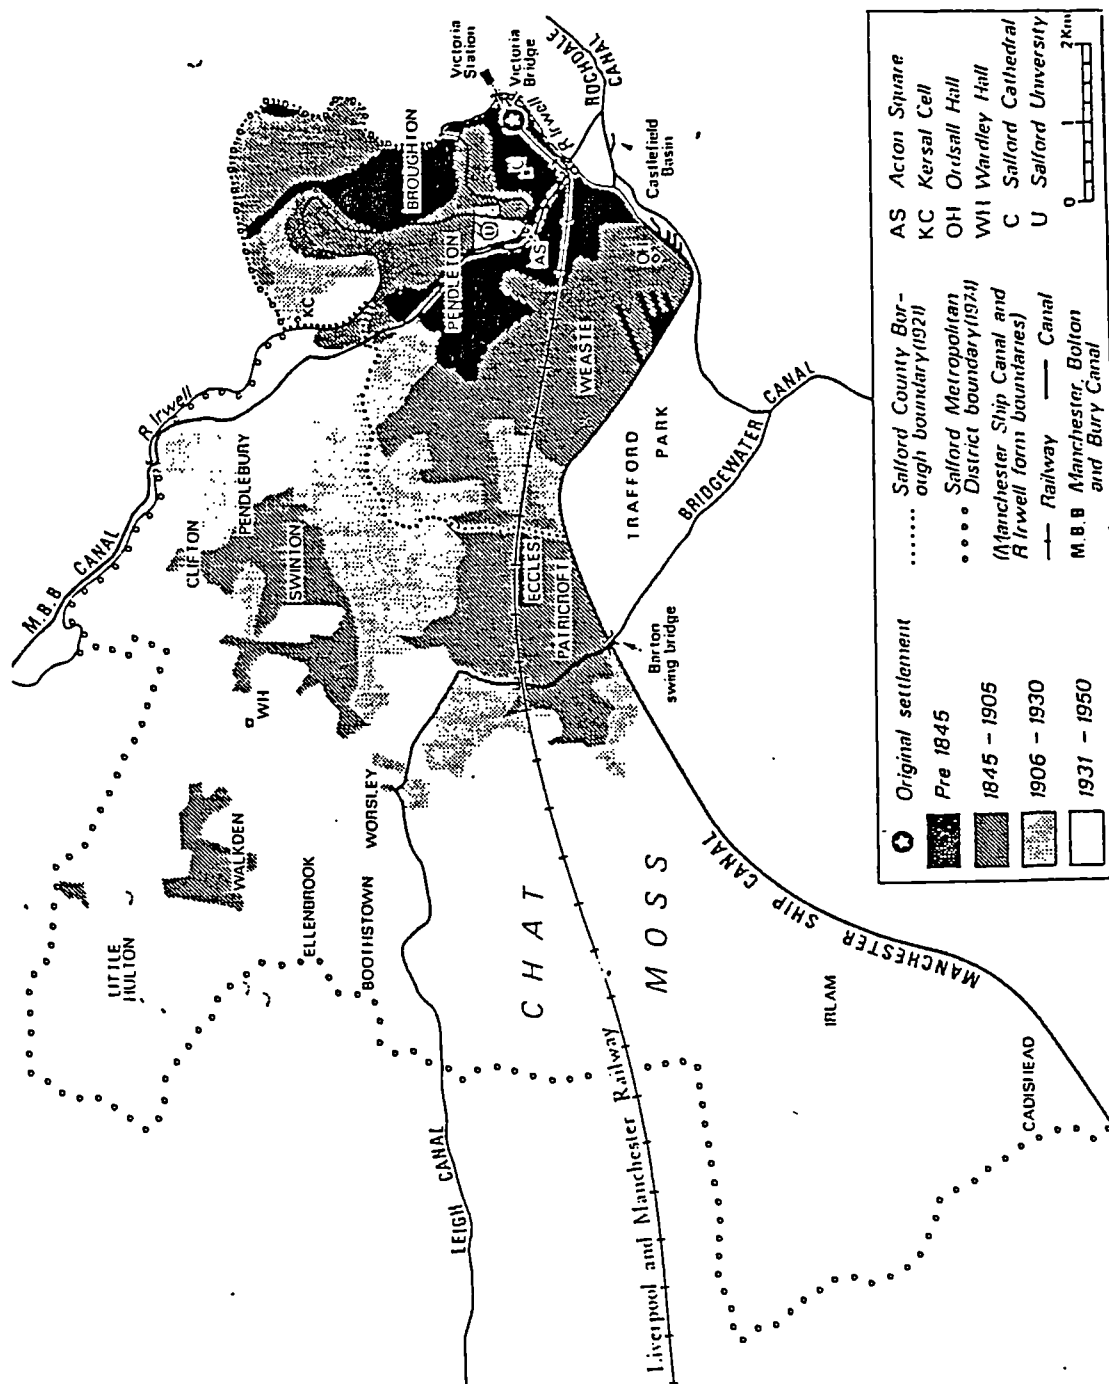 M.B.B CANAL
R Irwell
Victoria
Station
Victoria
Bridge
ROCHDALE
CANAL
R Irwell
Castlefield
Basin
BROUGHTON
KC
PENDLETON
U
C
AS
OH
WEASTE
CLIFTON
PENDLEBURY
SWINTON
WH
WALKDEN
LITTLE
HULTON
ELLENBROOK
BOOTHSTOWN
WORSLEY
ECCLES
PATRICROFT
TRAFFORD
PARK
BRIDGEWATER CANAL
Barton
swing bridge
CHAT
MOSS
LEIGH CANAL
Liverpool and Manchester Railway
MANCHESTER SHIP CANAL
IRLAM
CADISHEAD
Original settlement
Pre 1845
1845 - 1905
1906 - 1930
1931 - 1950
Salford County Bor-
ough boundary (1921)
Salford Metropolitan
District boundary (1974)
(Manchester Ship Canal and
R Irwell form boundaries)
Railway
Canal
M.B.B Manchester, Bolton
and Bury Canal
AS Acton Square
KC Kersal Cell
OH Ordsall Hall
WH Wardley Hall
C Salford Cathedral
U Salford University
0 1 2Km